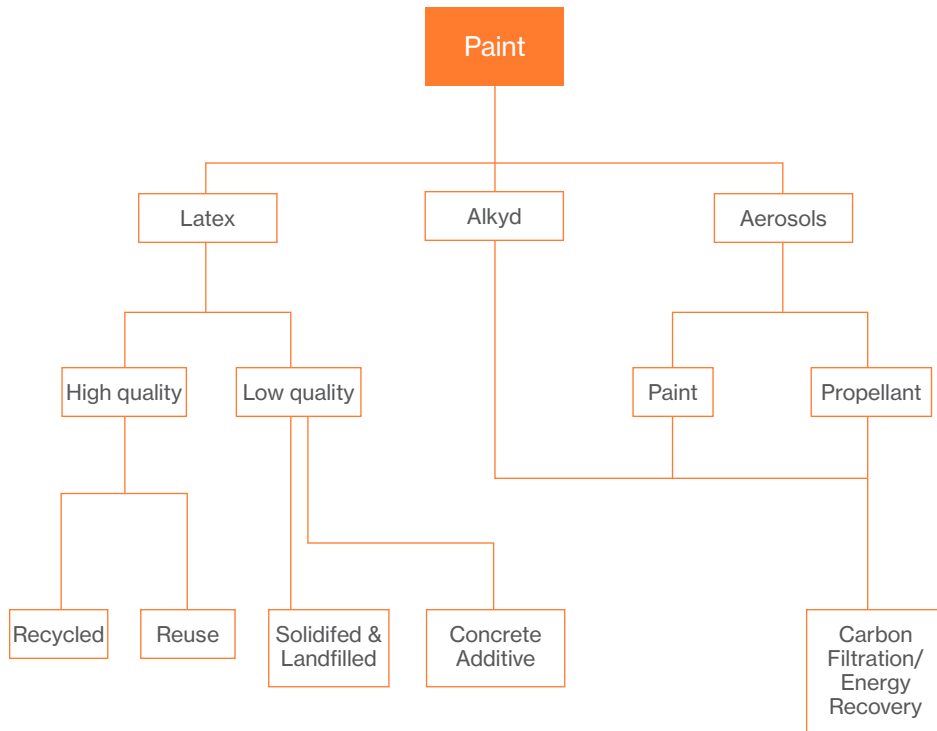 Paint
Latex
Alkyd
Aerosols
High quality
Low quality
Paint
Propellant
Recycled
Reuse
Solidifed &
Landfilled
Concrete
Additive
Carbon
Filtration/
Energy
Recovery